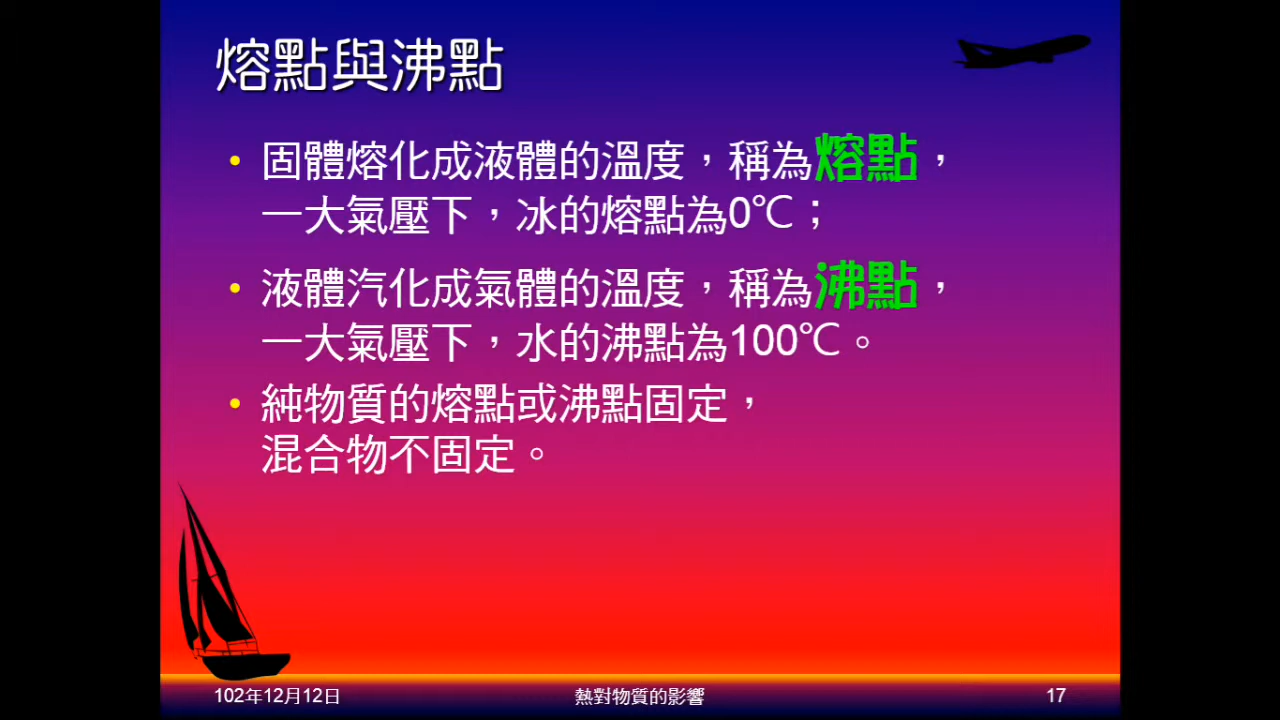 熔點與沸點
• 固體熔化成液體的溫度，稱為熔點，
一大氣壓下，冰的熔點為0℃；
• 液體汽化成氣體的溫度，稱為沸點，
一大氣壓下，水的沸點為100℃。
• 純物質的熔點或沸點固定，
混合物不固定。
102年12月12日
熱對物質的影響
17